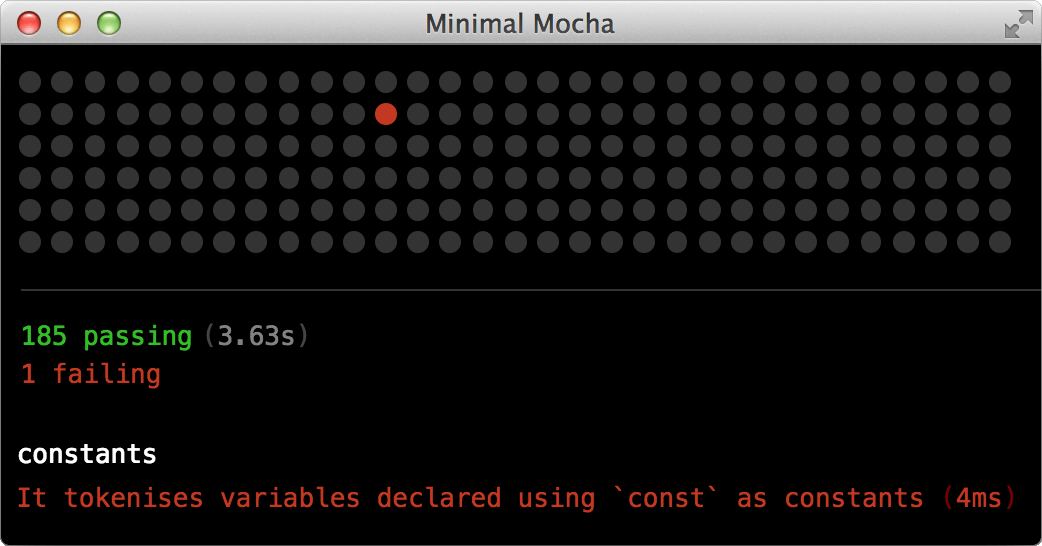 Minimal Mocha
185 passing (3.63s)
1 failing
constants
It tokenises variables declared using `const` as constants (4ms)